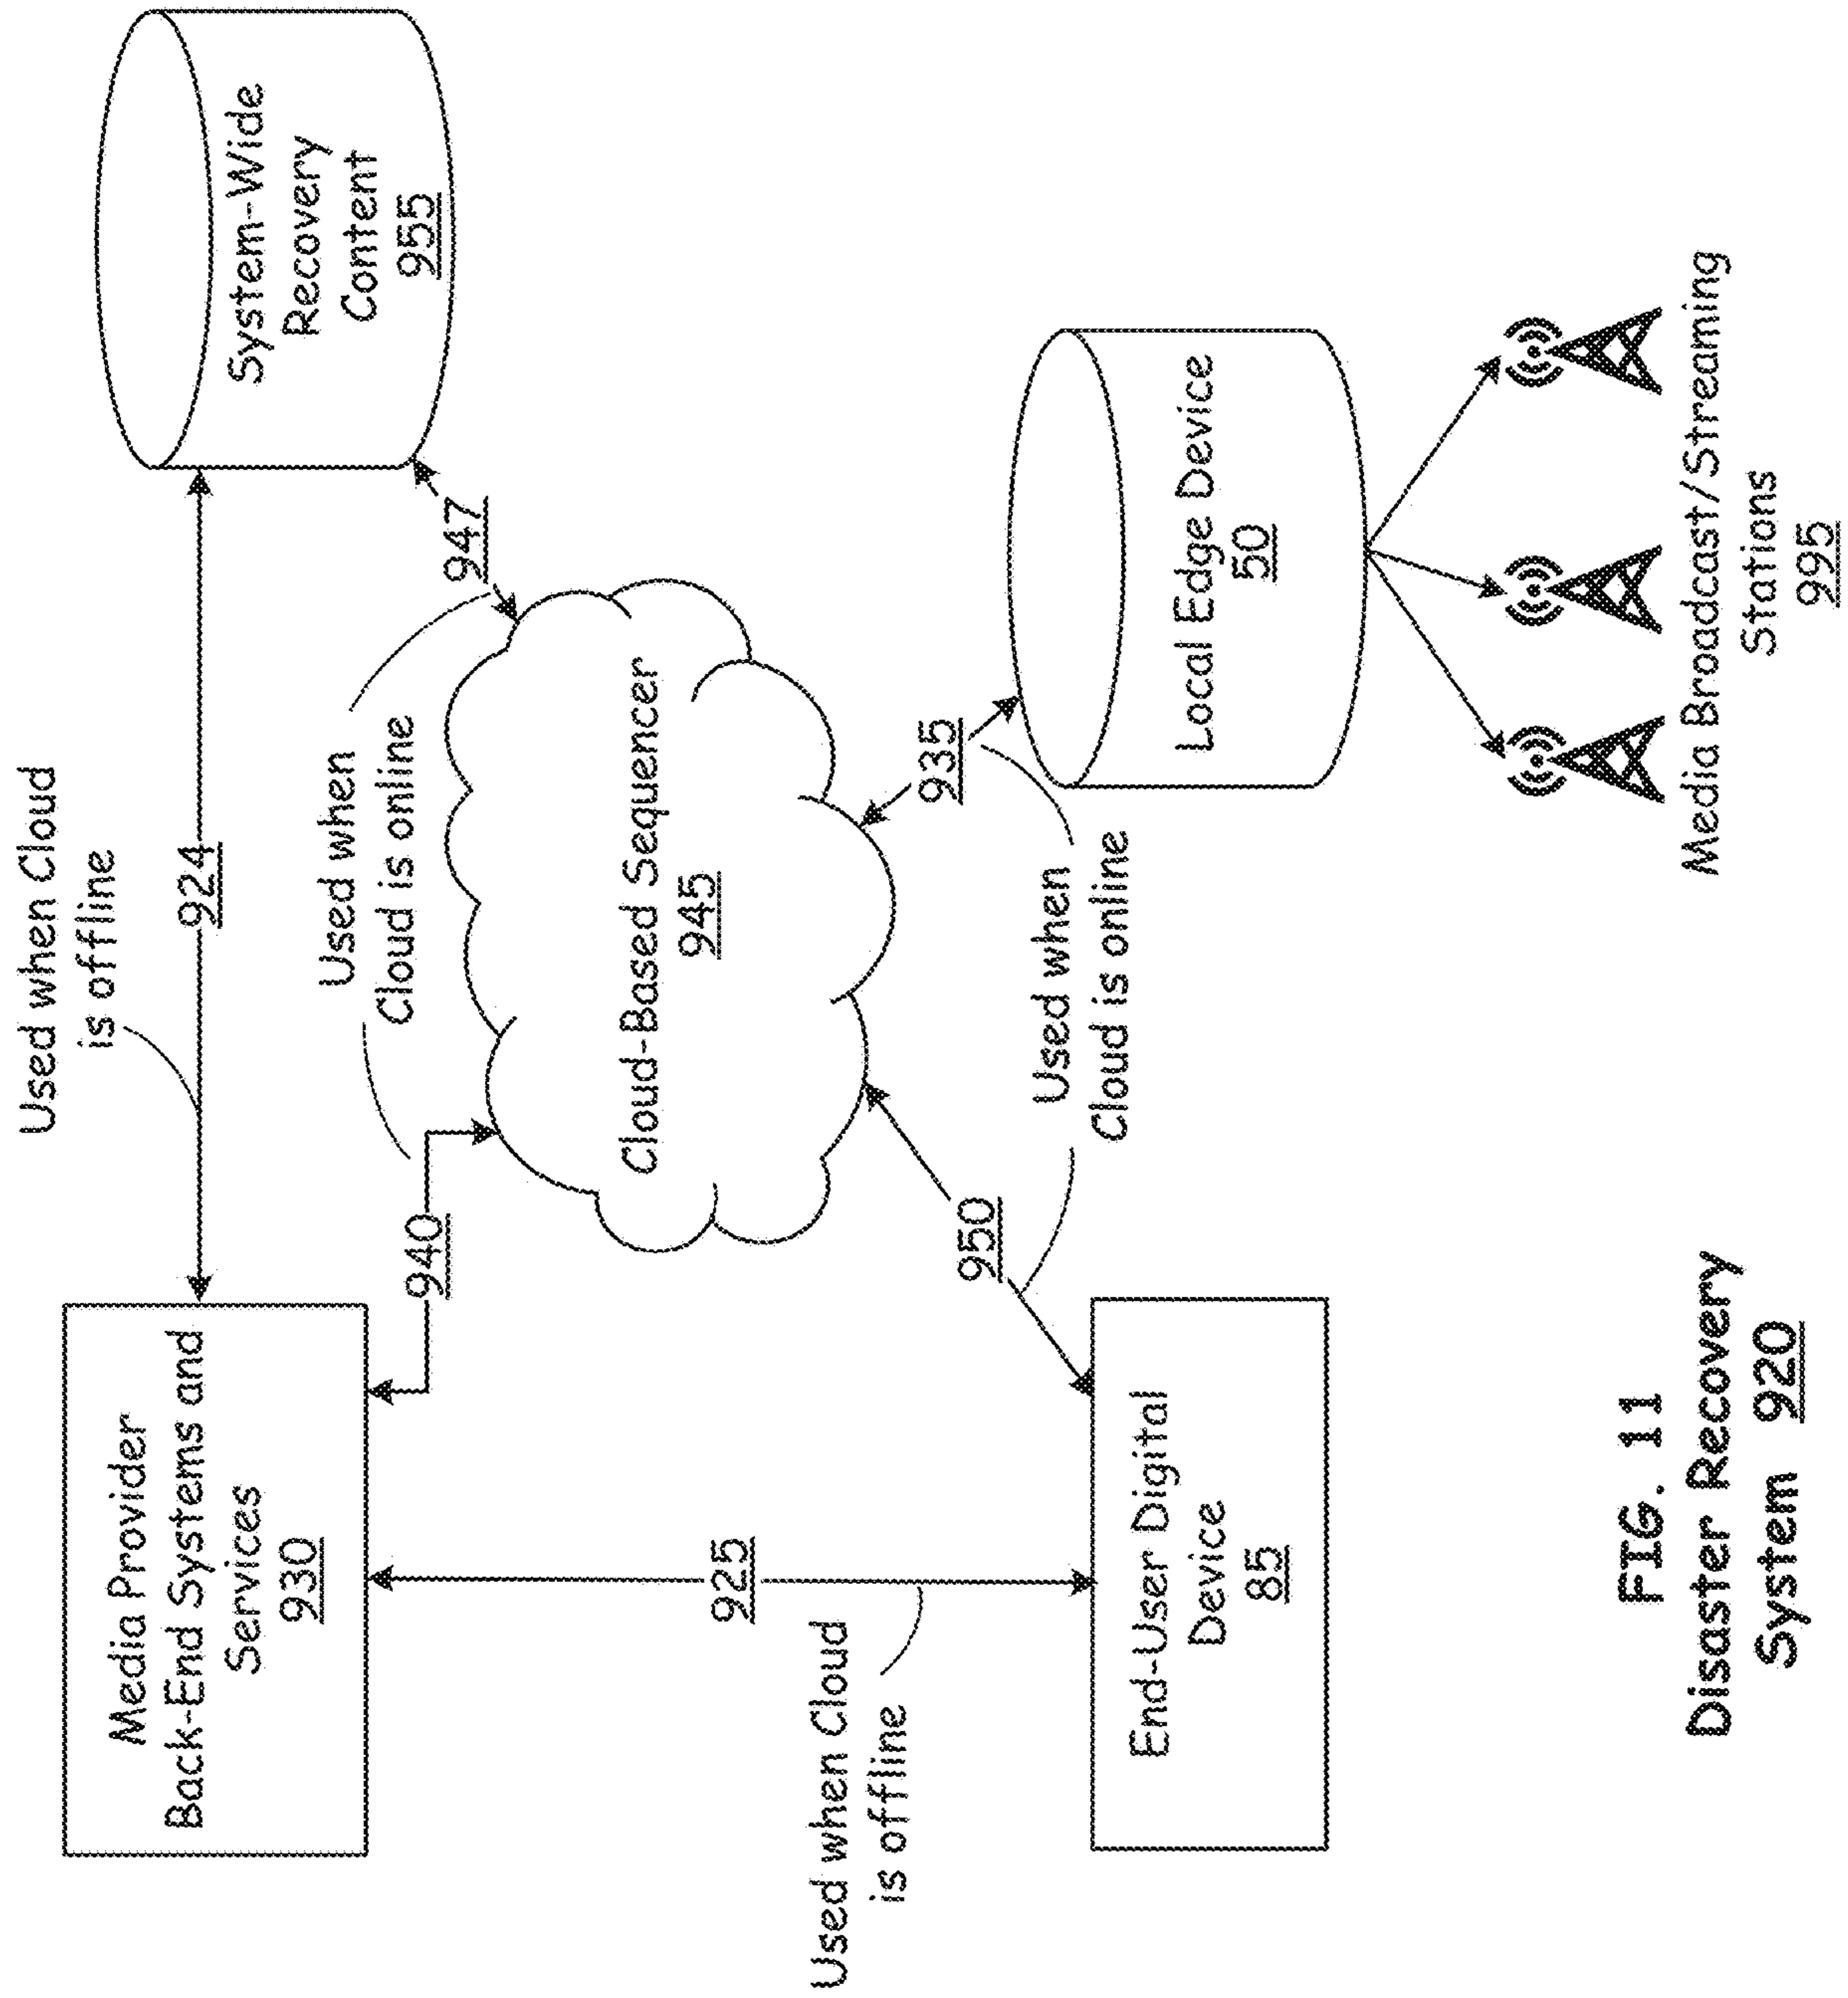 Used when Cloud
is offline
924
Media Provider
Back-End Systems and
Services
930
System-Wide
Recovery
Content
955
Used when
Cloud is online
940
947
Cloud-Based Sequencer
945
925
Used when Cloud
is offline
950
935
Used when
Cloud is online
End-User Digital
Device
85
Local Edge Device
50
Media Broadcast/Streaming
Stations
995
FIG. 11
Disaster Recovery
System 920